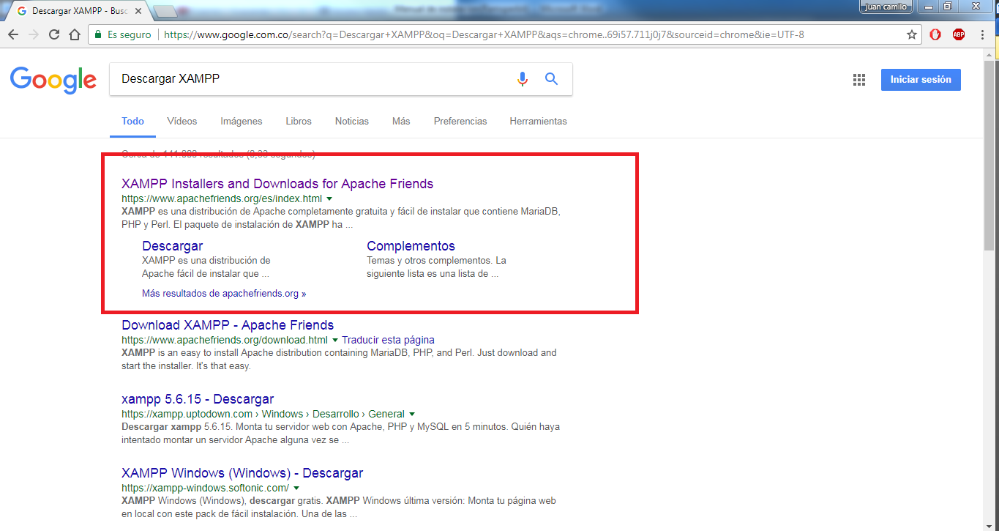 Descargar XAMPP - Busc
juan camilo
Es seguro
https://www.google.com.co/search?q=Descargar+XAMPP&oq=Descargar+XAMPP&aqs=chrome..69i57.711j0j7&sourceid=chrome&ie=UTF-8
ABP
Google
Descargar XAMPP
Iniciar sesión
Todo Vídeos Imágenes Libros Noticias Más Preferencias Herramientas
Cerca de 141.000 resultados (0,33 segundos)
XAMPP Installers and Downloads for Apache Friends
https://www.apachefriends.org/es/index.html
XAMPP es una distribución de Apache completamente gratuita y fácil de instalar que contiene MariaDB,
PHP y Perl. El paquete de instalación de XAMPP ha ...
Descargar Complementos
XAMPP es una distribución de Temas y otros complementos. La
Apache fácil de instalar que ... siguiente lista es una lista de ...
Más resultados de apachefriends.org »
Download XAMPP - Apache Friends
https://www.apachefriends.org/download.html Traducir esta página
XAMPP is an easy to install Apache distribution containing MariaDB, PHP, and Perl. Just download and
start the installer. It's that easy.
xampp 5.6.15 - Descargar
https://xampp.uptodown.com › Windows › Desarrollo › General
Descargar xampp 5.6.15. Monta tu servidor web con Apache, PHP y MySQL en 5 minutos. Quién haya
intentado montar un servidor Apache alguna vez se ...
XAMPP Windows (Windows) - Descargar
https://xampp-windows.softonic.com/
XAMPP Windows (Windows), descargar gratis. XAMPP Windows última versión: Monta tu página web
en local con este pack de fácil instalación. Una de las ...